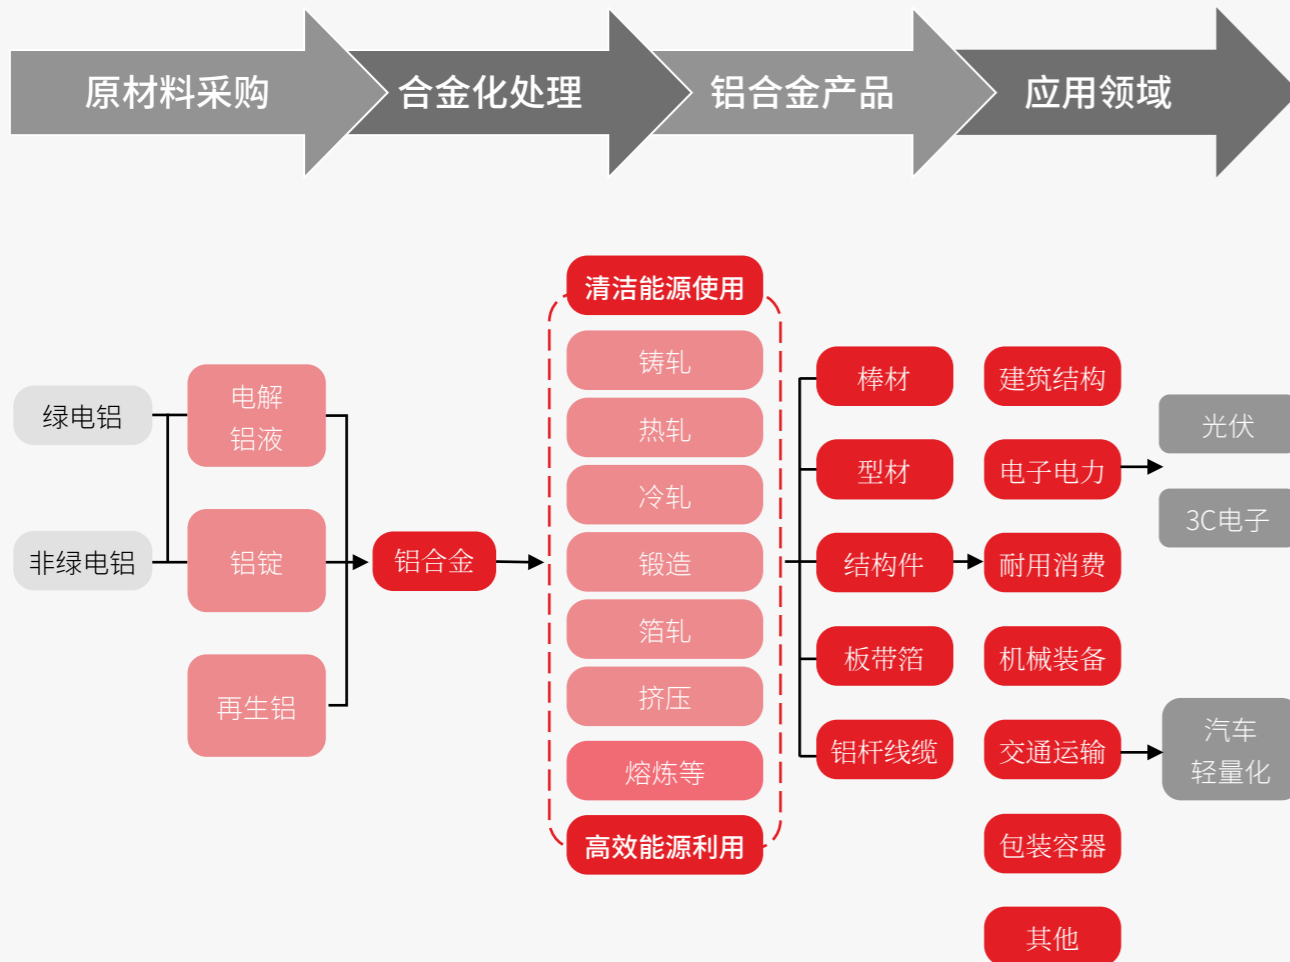 原材料采购
合金化处理
铝合金产品
应用领域
绿电铝
非绿电铝
电解
铝液
铝锭
再生铝
铝合金
清洁能源使用
铸轧
热轧
冷轧
锻造
箔轧
挤压
熔炼等
高效能源利用
棒材
型材
结构件
板带箔
铝杆线缆
建筑结构
电子电力
耐用消费
机械装备
交通运输
包装容器
其他
光伏
3C电子
汽车
轻量化